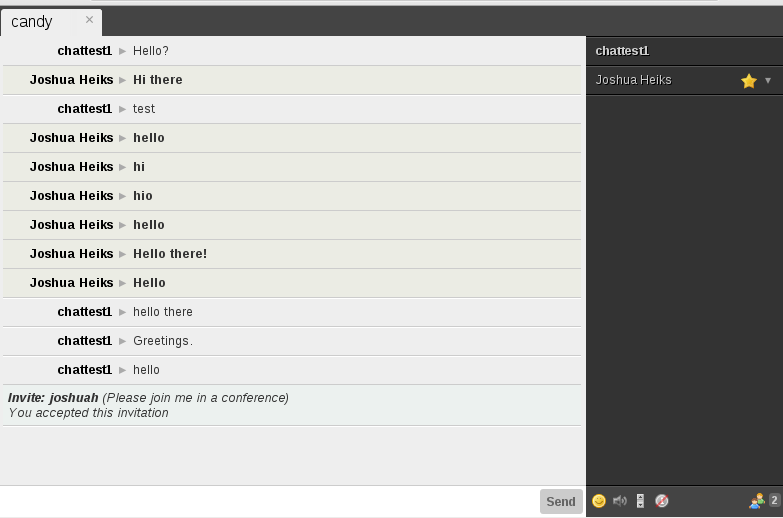 candy ×
chattest1 ▶ Hello?
Joshua Heiks ▶ Hi there
chattest1 ▶ test
Joshua Heiks ▶ hello
Joshua Heiks ▶ hi
Joshua Heiks ▶ hio
Joshua Heiks ▶ hello
Joshua Heiks ▶ Hello there!
Joshua Heiks ▶ Hello
chattest1 ▶ hello there
chattest1 ▶ Greetings.
chattest1 ▶ hello
Invite: joshuah (Please join me in a conference)
You accepted this invitation
Send
chattest1
Joshua Heiks
2